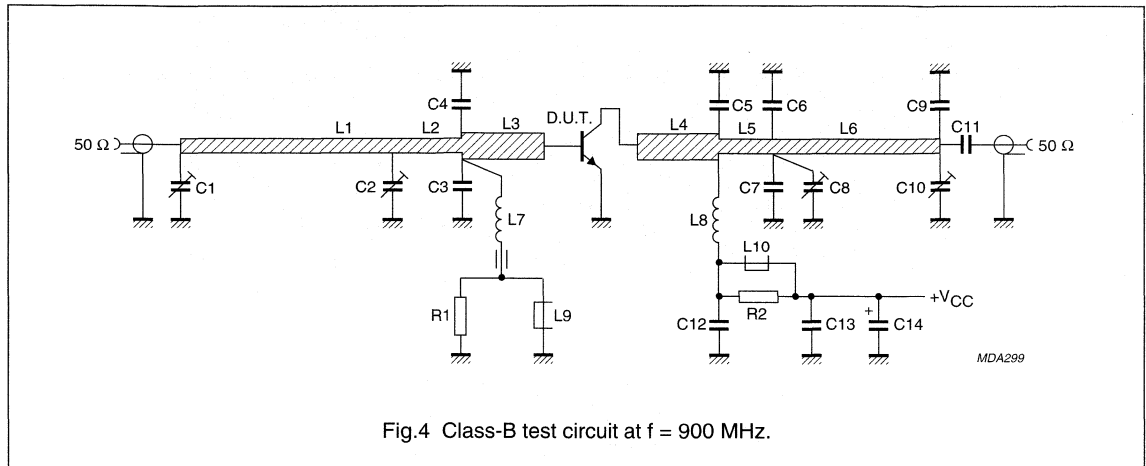 C4
C5
C6
C9
D.U.T.
L1
L2
L3
L4
L5
L6
C11
50 Ω
50 Ω
C1
C2
C3
C7
C8
C10
L7
L8
L10
R1
L9
R2
+VCC
C12
C13
+
C14
MDA299
Fig.4 Class-B test circuit at f = 900 MHz.